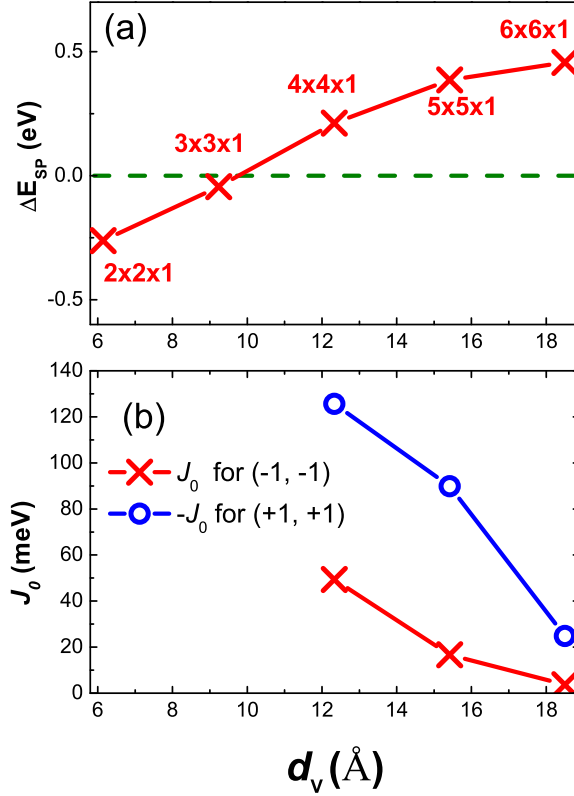 (a)
6x6x1
0.5
4x4x1
5x5x1
3x3x1
ΔE_SP (eV)
0.0
2x2x1
-0.5
6 8 10 12 14 16 18
140
(b)
120
100
J_0 for (-1, -1)
80
-J_0 for (+1, +1)
J_0 (meV)
60
40
20
0
6 8 10 12 14 16 18
d_v (Å)